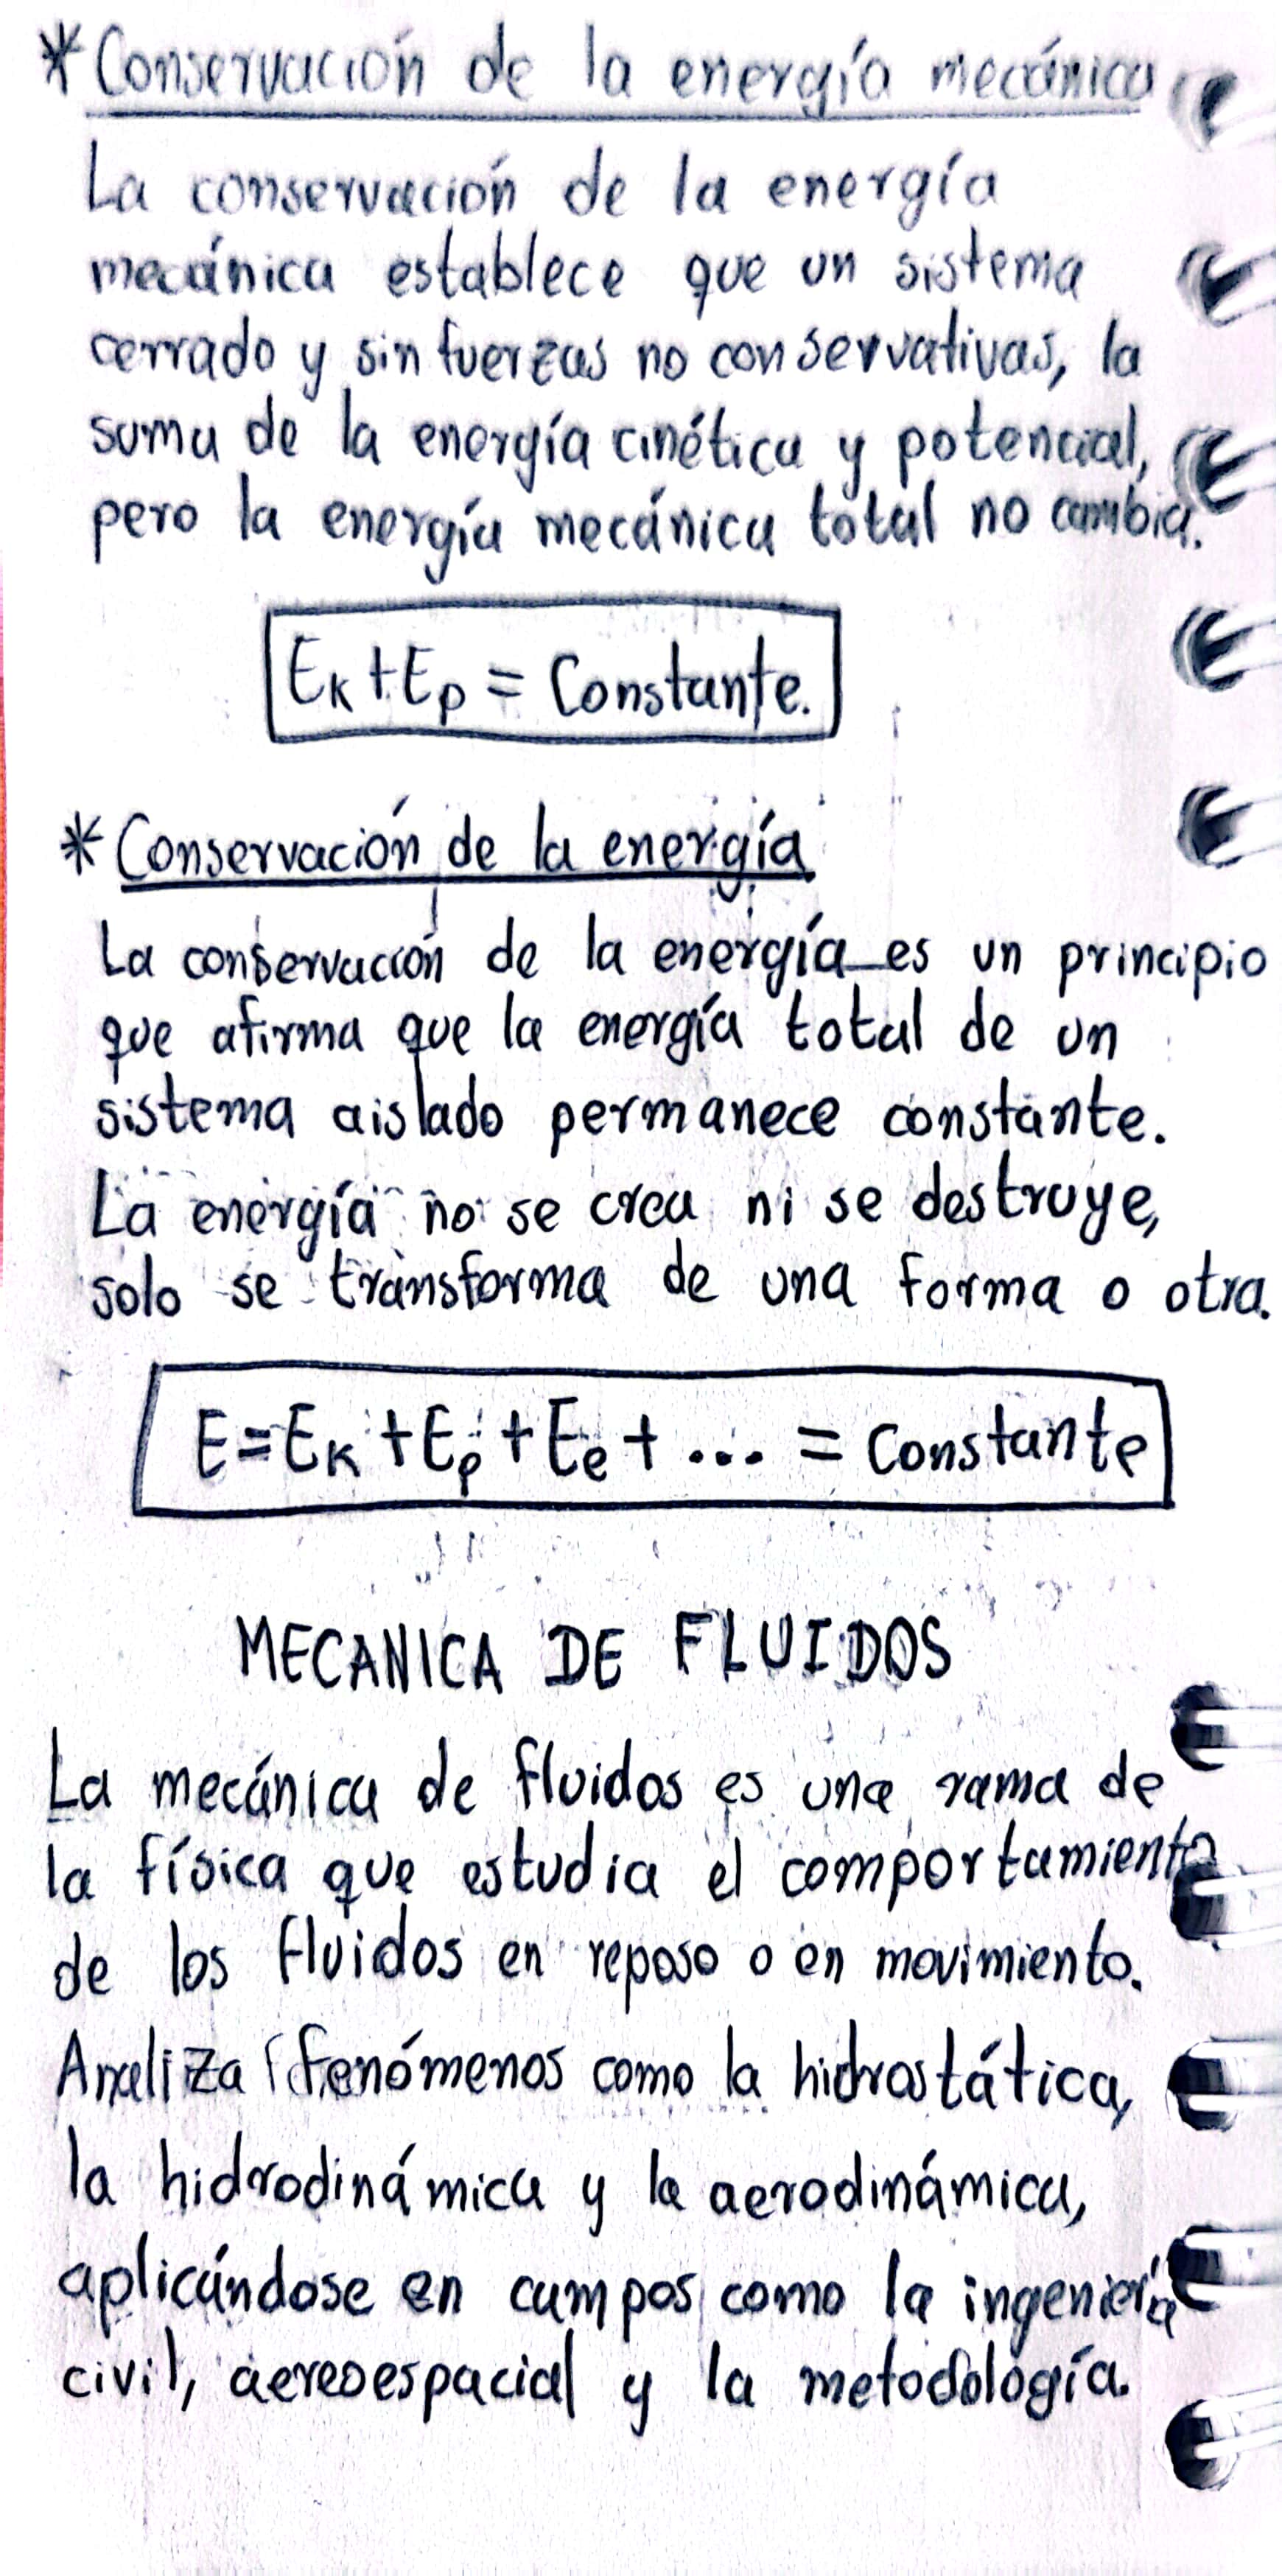 * Conservación de la energía mecánica
La conservación de la energía
mecánica establece que un sistema
cerrado y sin fuerzas no conservativas, la
suma de la energía cinética y potencial,
pero la energía mecánica total no cambia.
Eₖ + Eₚ = Constante.
* Conservación de la energía
La conservación de la energía es un principio
que afirma que la energía total de un
sistema aislado permanece constante.
La energía no se crea ni se destruye,
solo se transforma de una forma o otra.
E = Eₖ + Eₚ + Eₑ + ... = Constante
MECANICA DE FLUIDOS
La mecánica de fluidos es una rama de
la física que estudia el comportamiento
de los fluidos en reposo o en movimiento.
Analiza fenómenos como la hidrostática,
la hidrodinámica y la aerodinámica,
aplicándose en campos como la ingeniería
civil, aereoespacial y la metodología.